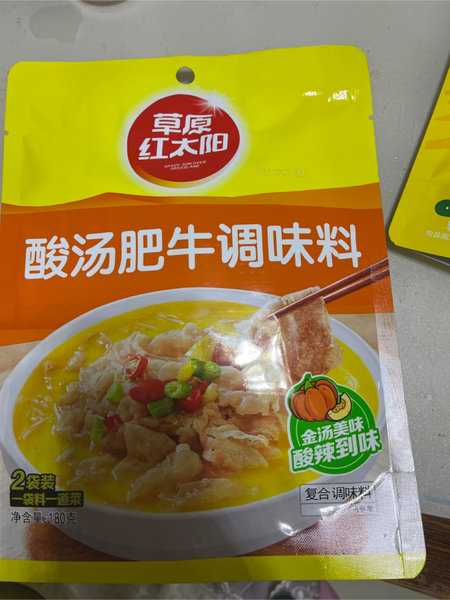 草原
红太阳
酸汤肥牛调味料
金汤美味
酸辣到味
2袋装
一袋料一道菜
净含量:180克
复合调味料